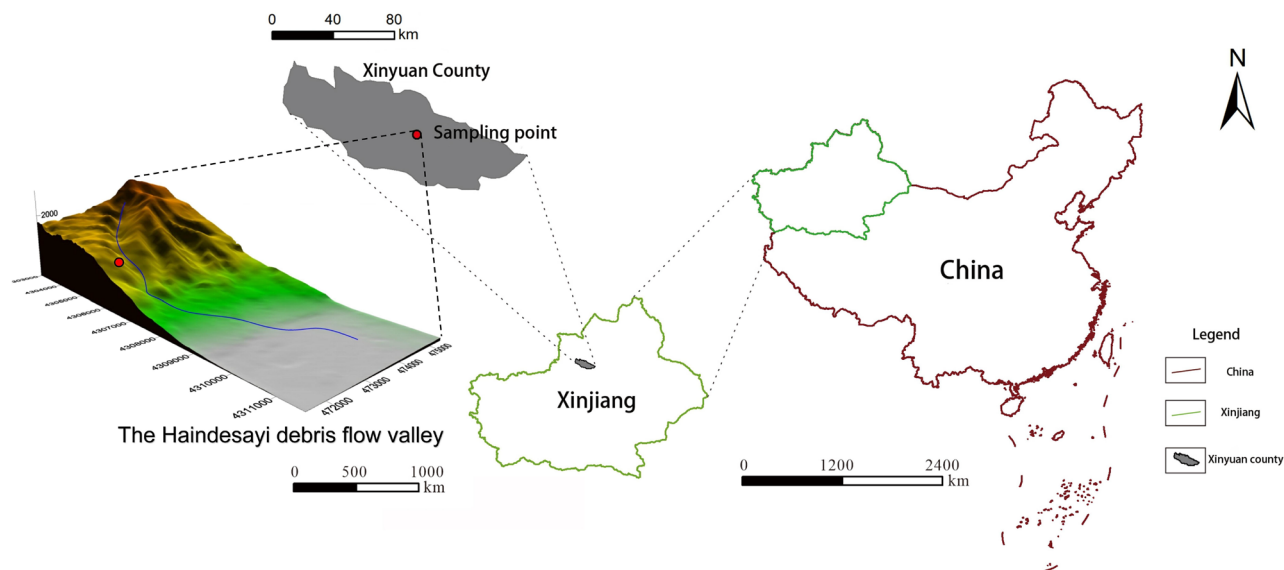 0 40 80
km
Xinyuan County
Sampling point
N
2000
4304000
4306000
4307000
4308000
4309000
4310000
4311000
472000
473000
474000
475000
The Haindesayi debris flow valley
0 500 1000
km
Xinjiang
China
0 1200 2400
km
Legend
China
Xinjiang
Xinyuan county